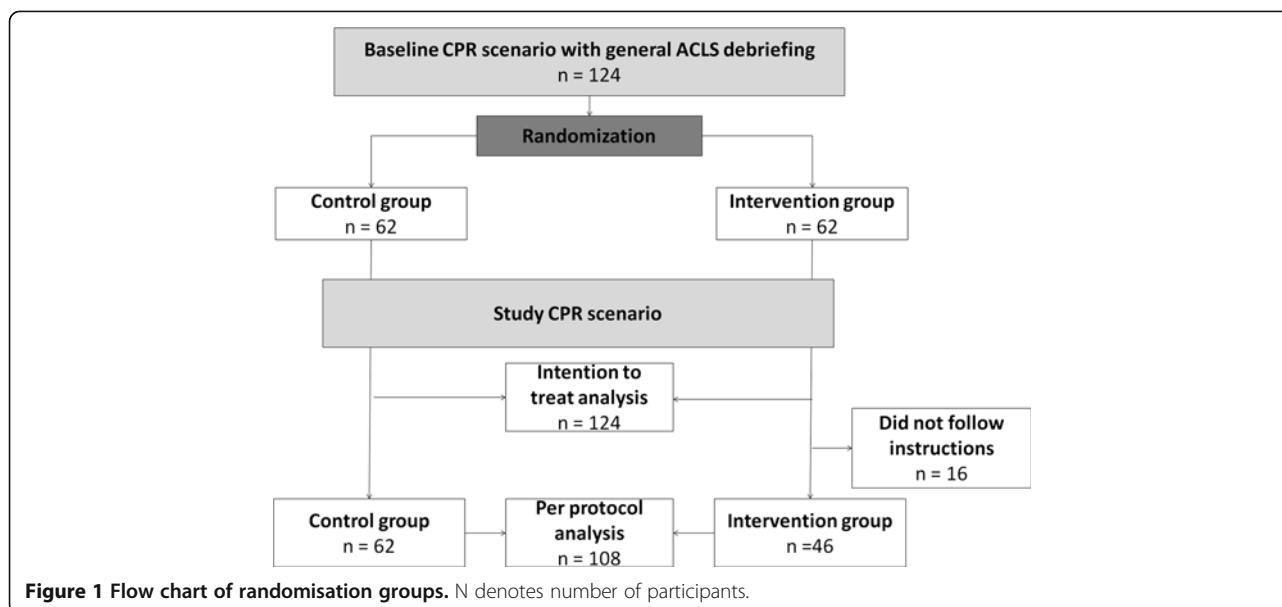 Baseline CPR scenario with general ACLS debriefing
n = 124
Randomization
Control group
n = 62
Intervention group
n = 62
Study CPR scenario
Intention to
treat analysis
n = 124
Did not follow
instructions
n = 16
Control group
n = 62
Per protocol
analysis
n = 108
Intervention group
n =46
Figure 1 Flow chart of randomisation groups. N denotes number of participants.